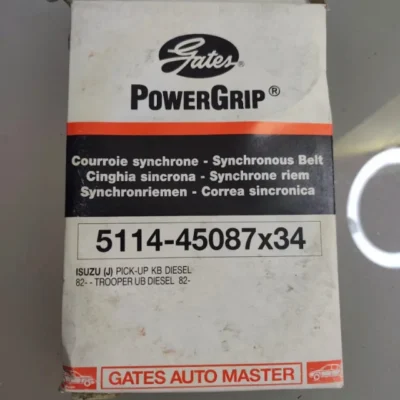 Gates
POWERGRIP®
Courroie synchrone - Synchronous Belt
Cinghia sincrona - Synchrone riem
Synchronriemen - Correa sincronica
5114-45087x34
ISUZU (J) PICK-UP KB DIESEL
82- - TROOPER UB DIESEL 82-
GATES AUTO MASTER